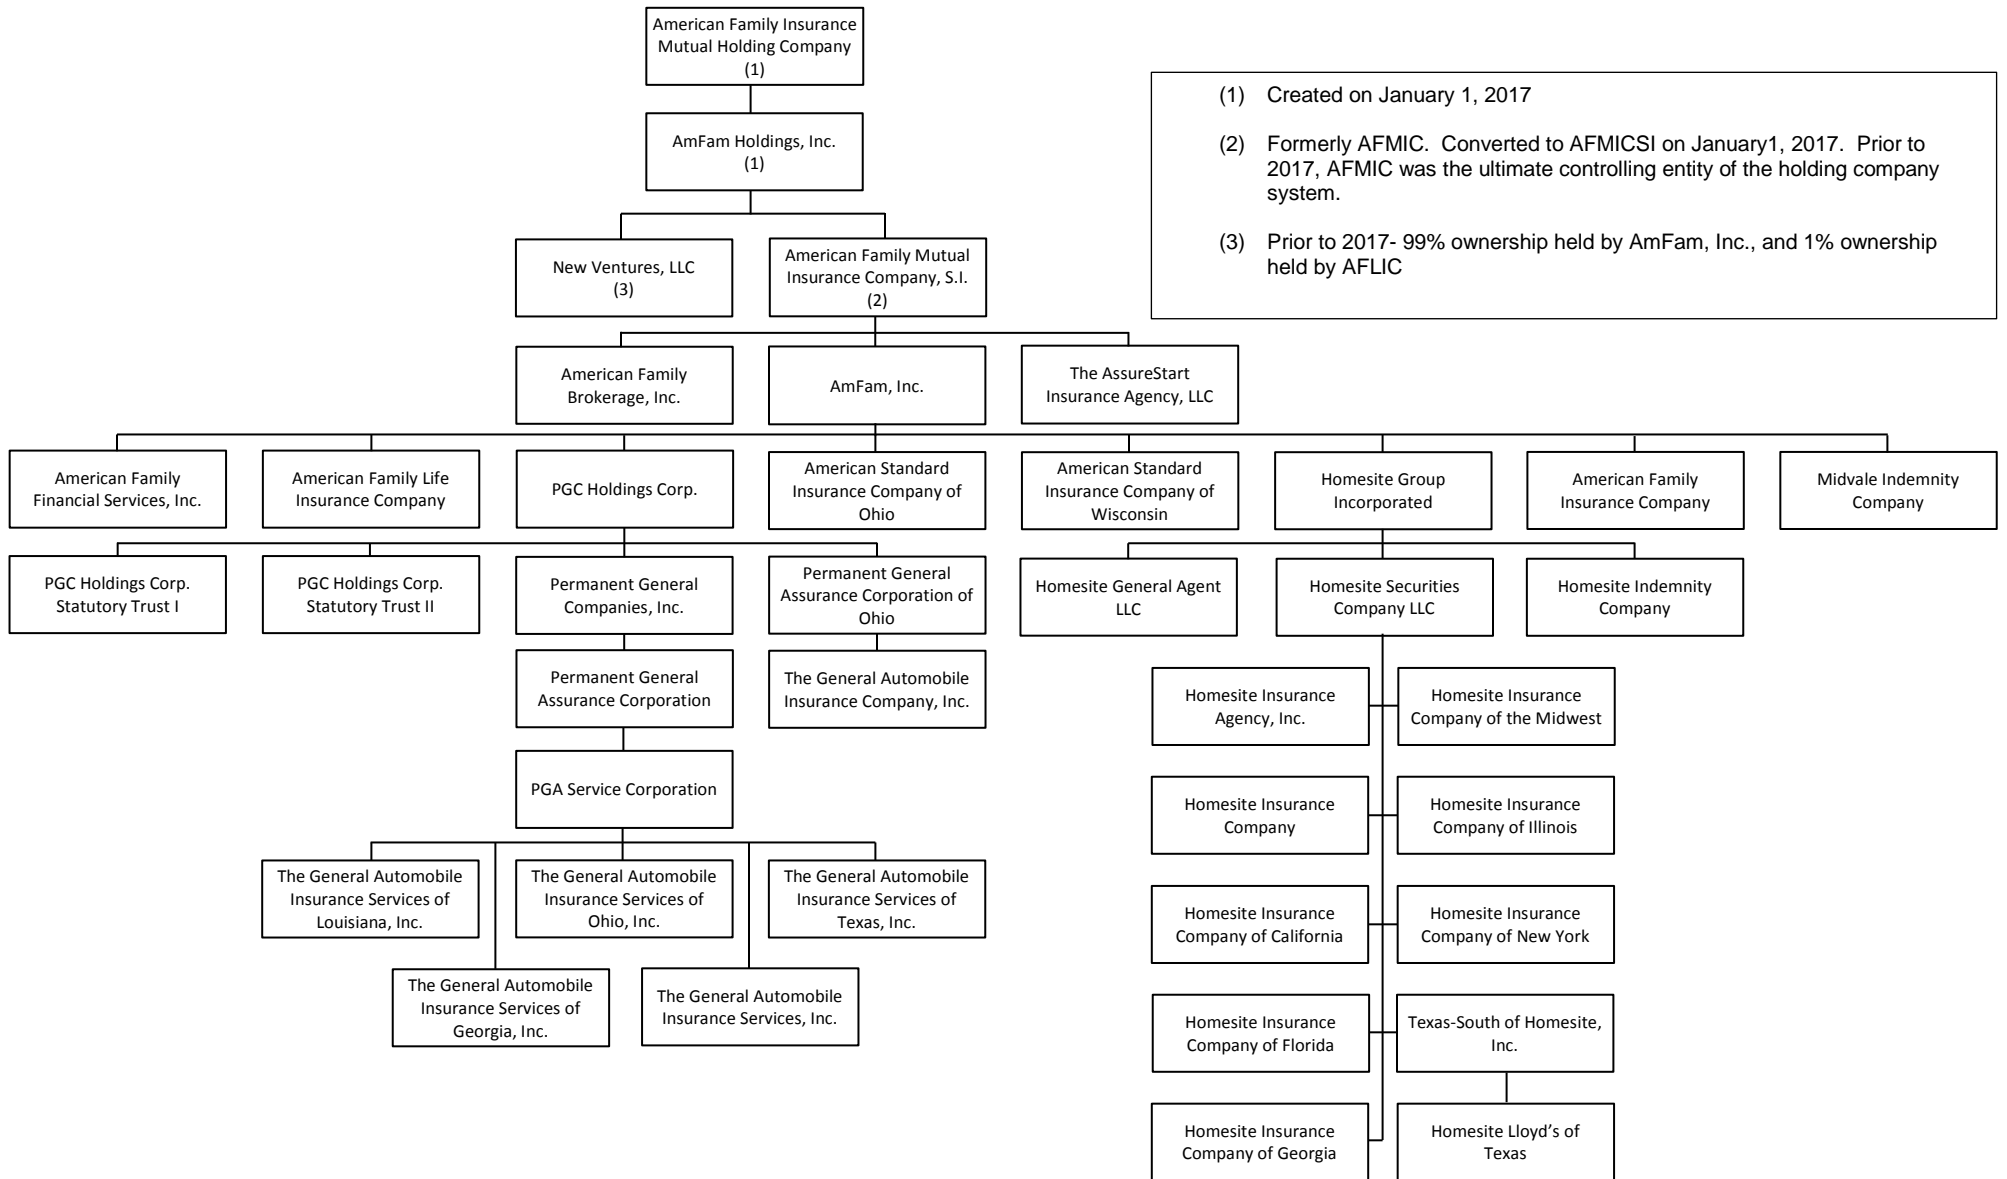 American Family Insurance
Mutual Holding Company
(1)
AmFam Holdings, Inc.
(1)
(1) Created on January 1, 2017
(2) Formerly AFMIC. Converted to AFMICSI on January1, 2017. Prior to
2017, AFMIC was the ultimate controlling entity of the holding company
system.
(3) Prior to 2017- 99% ownership held by AmFam, Inc., and 1% ownership
held by AFLIC
New Ventures, LLC
(3)
American Family Mutual
Insurance Company, S.I.
(2)
American Family
Brokerage, Inc.
AmFam, Inc.
The AssureStart
Insurance Agency, LLC
American Family
Financial Services, Inc.
American Family Life
Insurance Company
PGC Holdings Corp.
American Standard
Insurance Company of
Ohio
American Standard
Insurance Company of
Wisconsin
Homesite Group
Incorporated
American Family
Insurance Company
Midvale Indemnity
Company
PGC Holdings Corp.
Statutory Trust I
PGC Holdings Corp.
Statutory Trust II
Permanent General
Companies, Inc.
Permanent General
Assurance Corporation of
Ohio
Homesite General Agent
LLC
Homesite Securities
Company LLC
Homesite Indemnity
Company
Permanent General
Assurance Corporation
The General Automobile
Insurance Company, Inc.
Homesite Insurance
Agency, Inc.
Homesite Insurance
Company of the Midwest
PGA Service Corporation
Homesite Insurance
Company
Homesite Insurance
Company of Illinois
The General Automobile
Insurance Services of
Louisiana, Inc.
The General Automobile
Insurance Services of
Ohio, Inc.
The General Automobile
Insurance Services of
Texas, Inc.
Homesite Insurance
Company of California
Homesite Insurance
Company of New York
The General Automobile
Insurance Services of
Georgia, Inc.
The General Automobile
Insurance Services, Inc.
Homesite Insurance
Company of Florida
Texas-South of Homesite,
Inc.
Homesite Insurance
Company of Georgia
Homesite Lloyd’s of
Texas